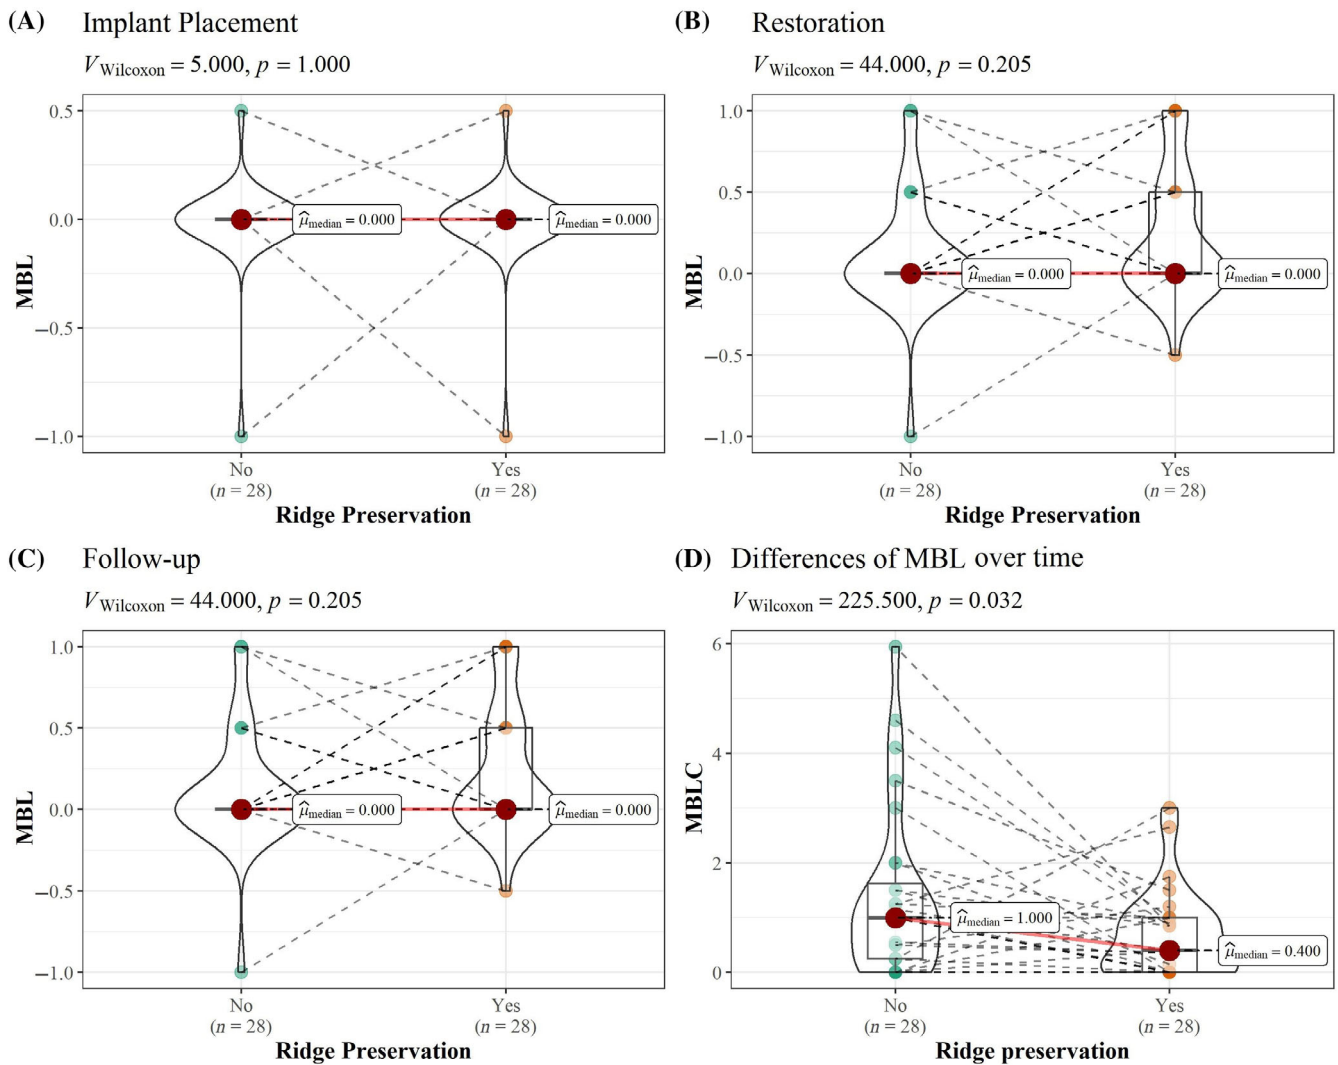 (A) Implant Placement
V Wilcoxon = 5.000, p = 1.000
MBL
0.5
0.0
−0.5
−1.0
μ̂ median = 0.000
μ̂ median = 0.000
No
(n = 28)
Yes
(n = 28)
Ridge Preservation
(B) Restoration
V Wilcoxon = 44.000, p = 0.205
MBL
1.0
0.5
0.0
−0.5
−1.0
μ̂ median = 0.000
μ̂ median = 0.000
No
(n = 28)
Yes
(n = 28)
Ridge Preservation
(C) Follow-up
V Wilcoxon = 44.000, p = 0.205
MBL
1.0
0.5
0.0
−0.5
−1.0
μ̂ median = 0.000
μ̂ median = 0.000
No
(n = 28)
Yes
(n = 28)
Ridge Preservation
(D) Differences of MBL over time
V Wilcoxon = 225.500, p = 0.032
MBLC
6
4
2
0
μ̂ median = 1.000
μ̂ median = 0.400
No
(n = 28)
Yes
(n = 28)
Ridge preservation